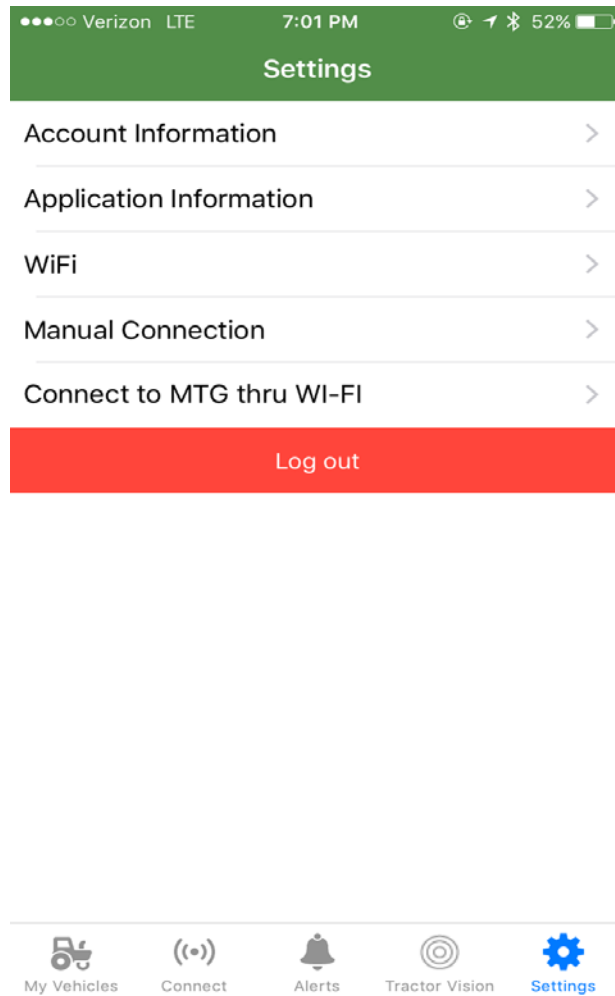 Verizon LTE 7:01 PM 52%
Settings
Account Information
Application Information
WiFi
Manual Connection
Connect to MTG thru WI-FI
Log out
My Vehicles Connect Alerts Tractor Vision Settings